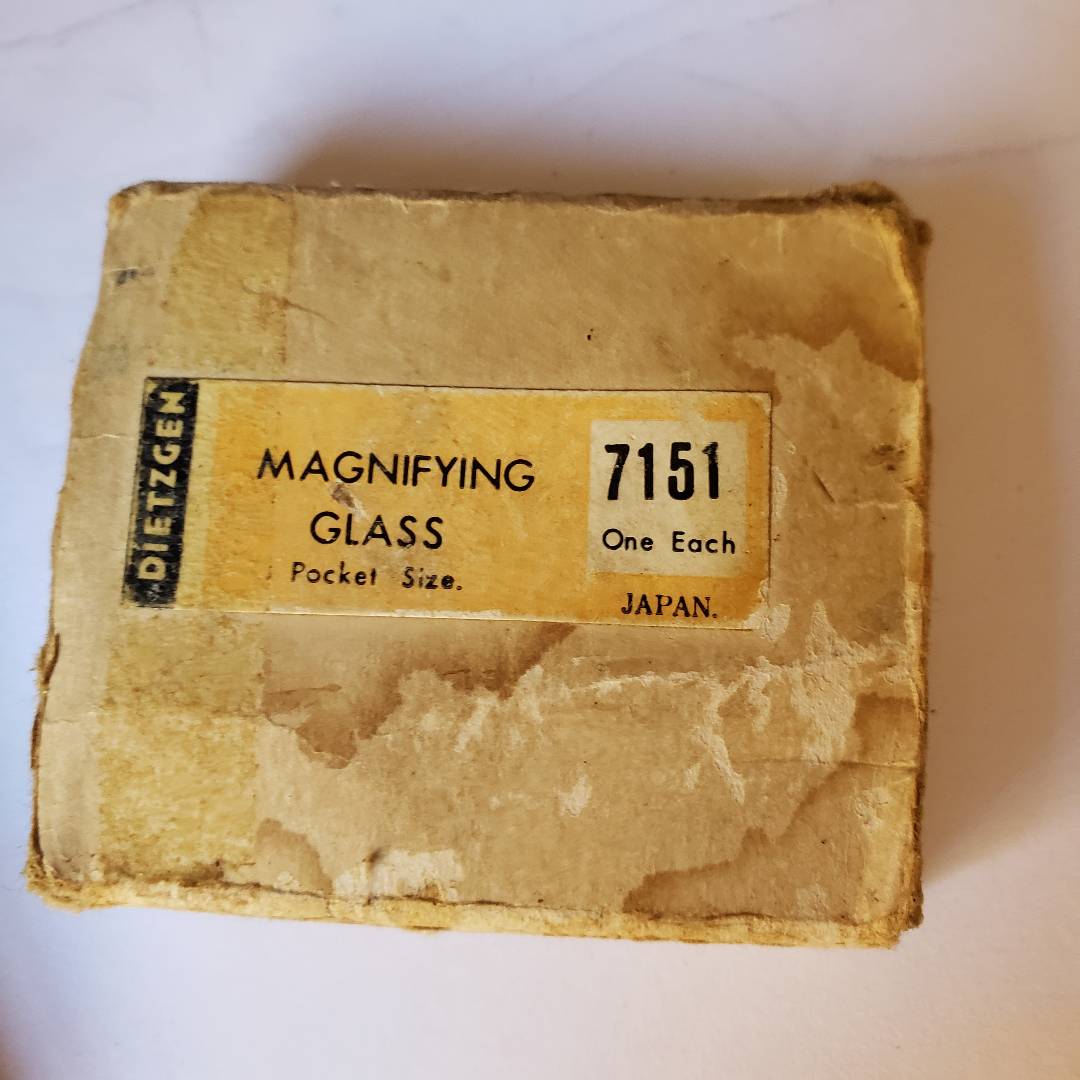 DIETZGEN
MAGNIFYING
GLASS
Pocket Size.
7151
One Each
JAPAN.